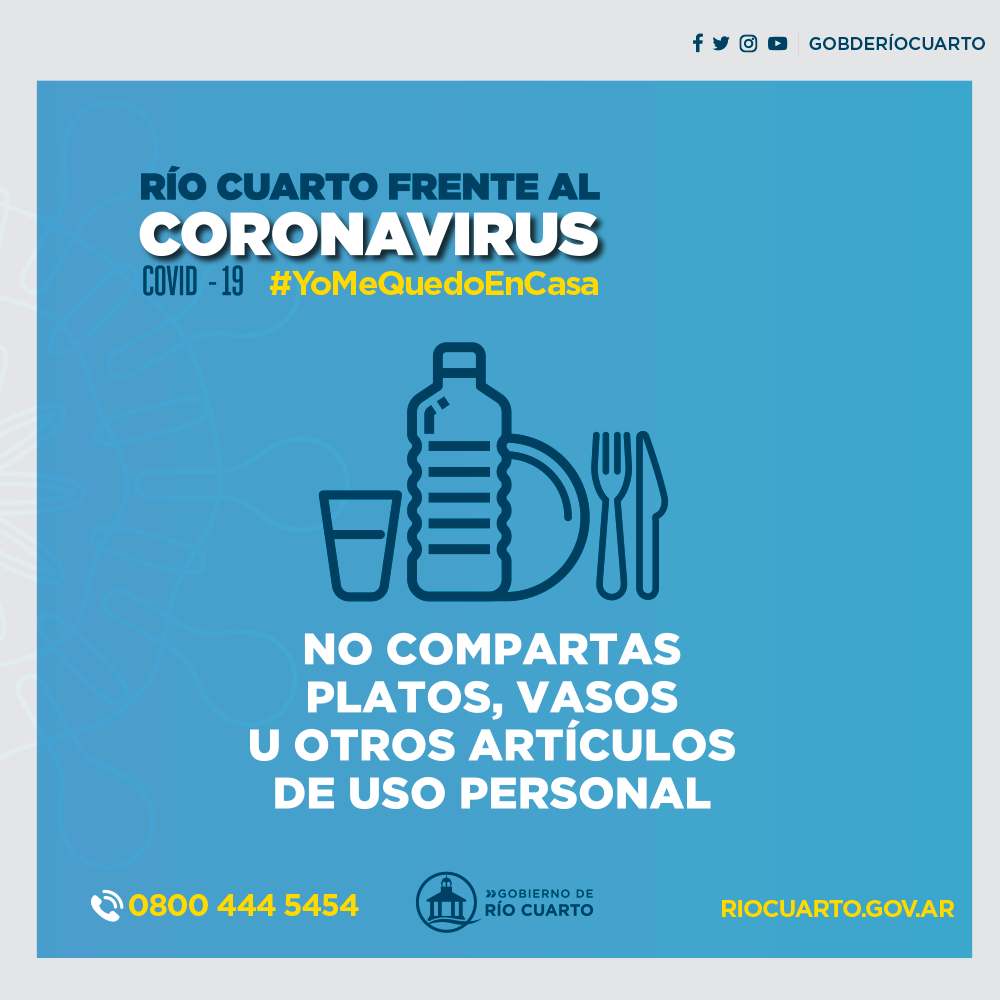 GOBDERÍOCUARTO
RÍO CUARTO FRENTE AL
CORONAVIRUS
COVID - 19 #YoMeQuedoEnCasa
NO COMPARTAS
PLATOS, VASOS
U OTROS ARTÍCULOS
DE USO PERSONAL
0800 444 5454
»GOBIERNO DE
RÍO CUARTO
RIOCUARTO.GOV.AR